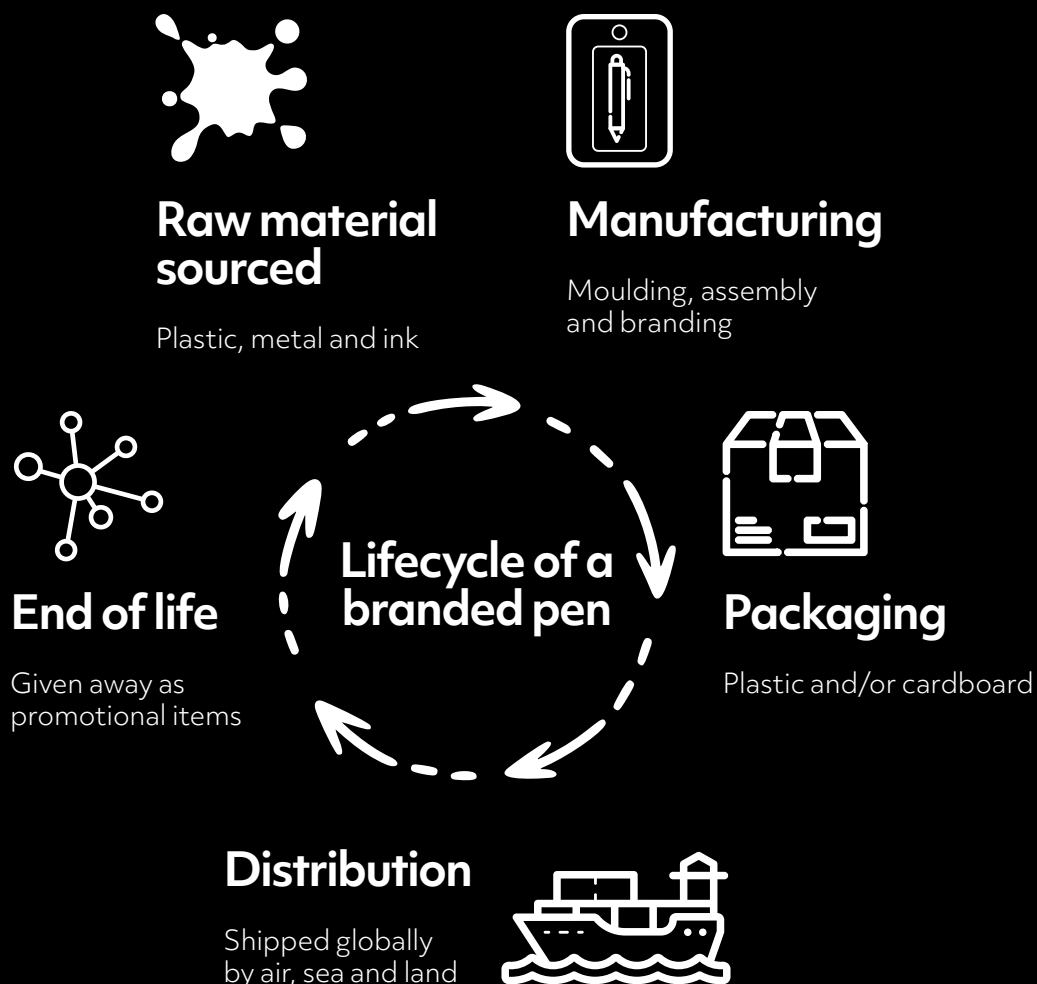 Raw material
sourced
Plastic, metal and ink
Manufacturing
Moulding, assembly
and branding
Lifecycle of a
branded pen
Packaging
Plastic and/or cardboard
Distribution
Shipped globally
by air, sea and land
End of life
Given away as
promotional items